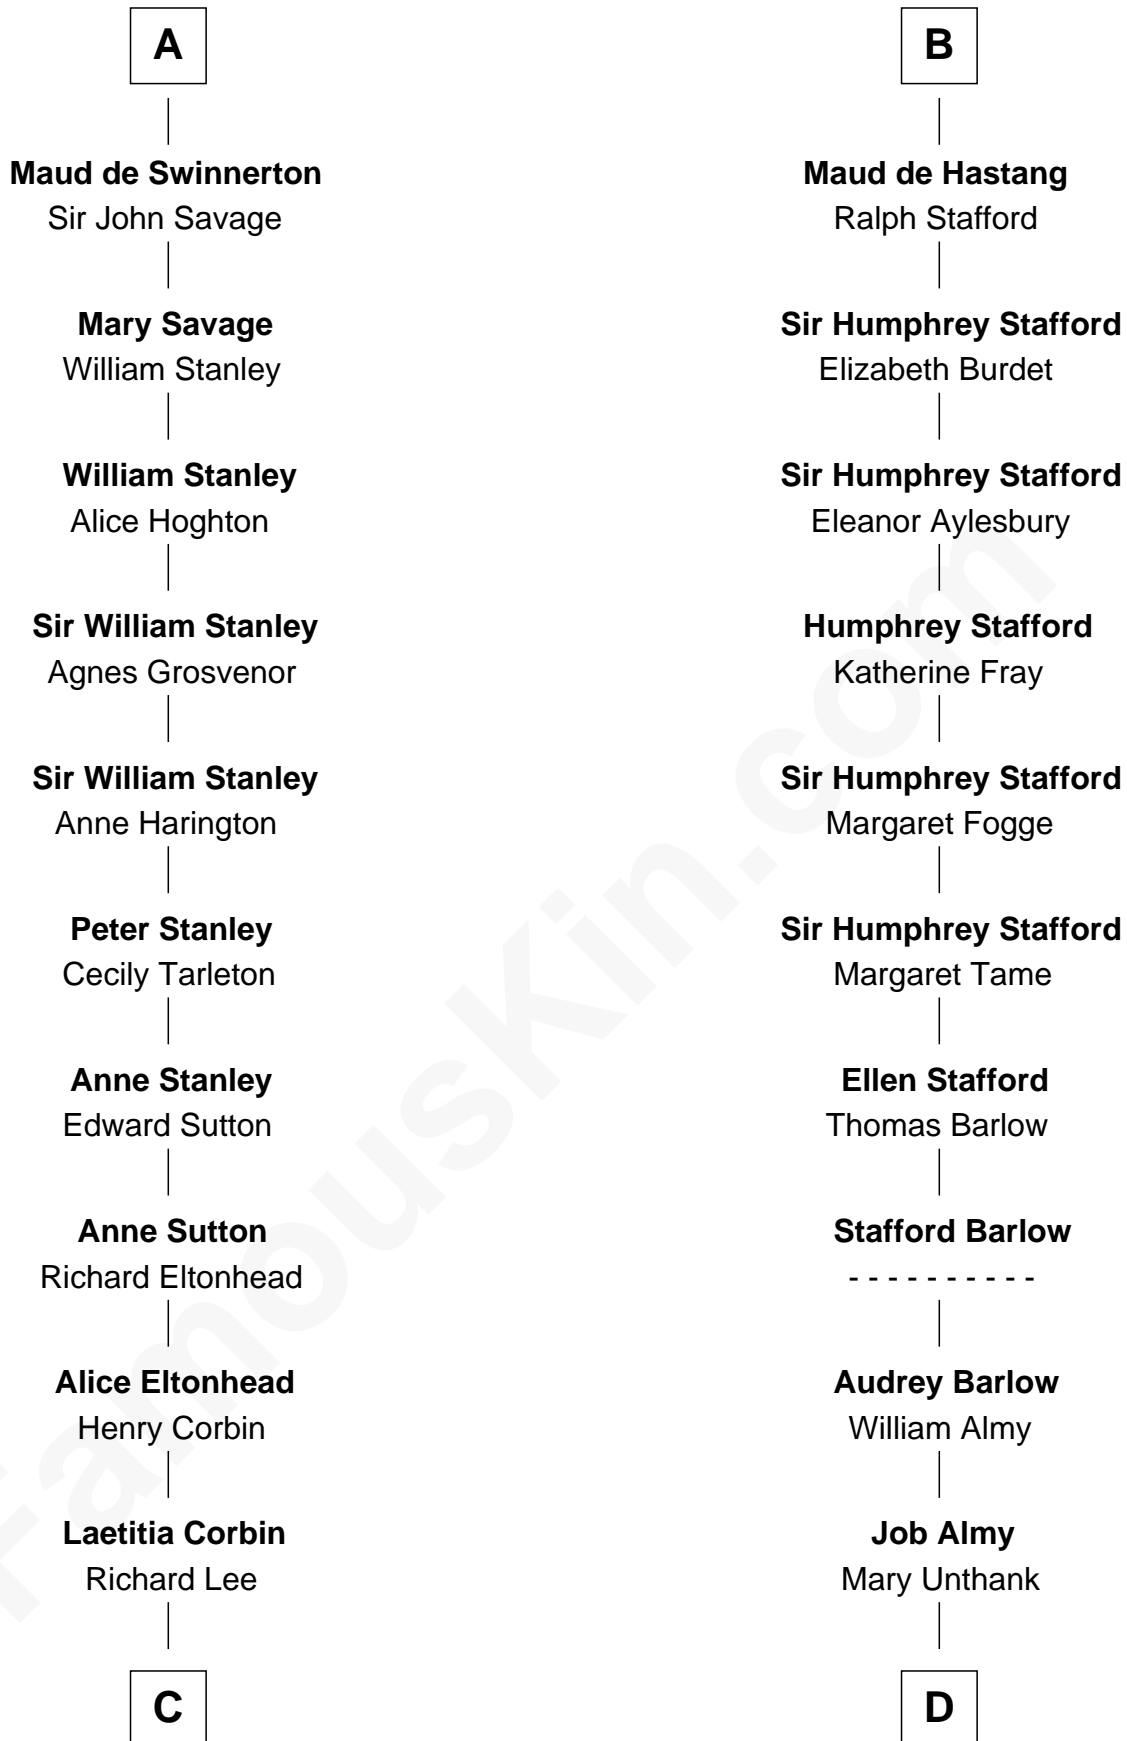 A
Maud de Swinnerton
Sir John Savage
Mary Savage
William Stanley
William Stanley
Alice Hoghton
Sir William Stanley
Agnes Grosvenor
Sir William Stanley
Anne Harington
Peter Stanley
Cecily Tarleton
Anne Stanley
Edward Sutton
Anne Sutton
Richard Eltonhead
Alice Eltonhead
Henry Corbin
Laetitia Corbin
Richard Lee
C
B
Maud de Hastang
Ralph Stafford
Sir Humphrey Stafford
Elizabeth Burdet
Sir Humphrey Stafford
Eleanor Aylesbury
Humphrey Stafford
Katherine Fray
Sir Humphrey Stafford
Margaret Fogge
Sir Humphrey Stafford
Margaret Tame
Ellen Stafford
Thomas Barlow
Stafford Barlow
- - - - - - - - - -
Audrey Barlow
William Almy
Job Almy
Mary Unthank
D
FamousKin.com